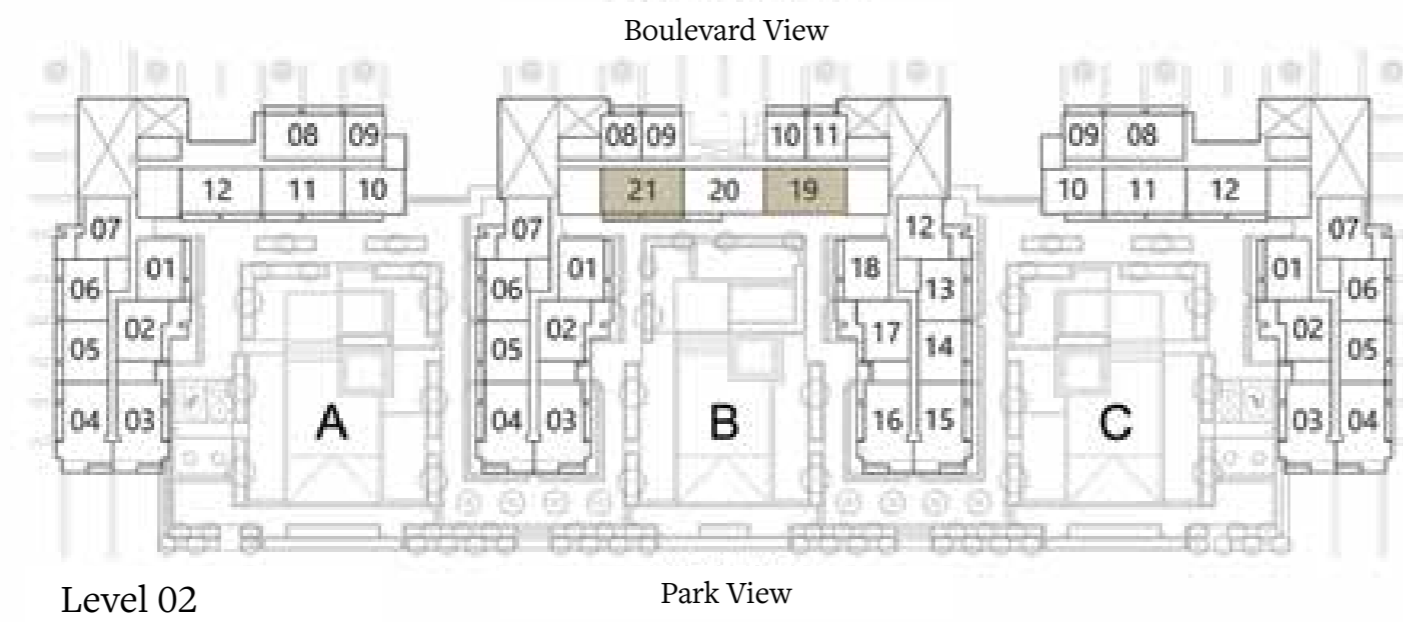 Boulevard View
08 09 08 09 10 11 09 08
12 11 10 21 20 19 10 11 12
07 07 12 07
01 01 18 01
06 06 13 06
02 02 17 02
05 05 14 05
04 03 04 03 16 15 03 04
A B C
Level 02
Park View